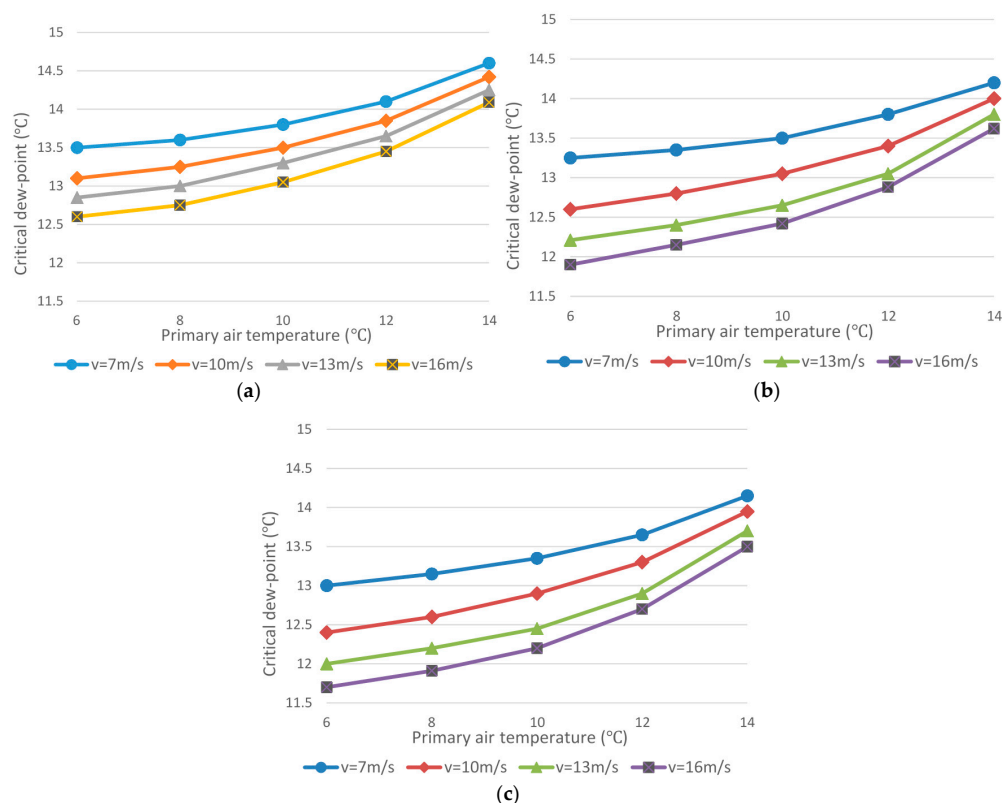 15
14.5
14
13.5
13
12.5
12
11.5
Critical dew-point (℃)
6 8 10 12 14
Primary air temperature (℃)
v=7m/s v=10m/s v=13m/s v=16m/s
(a)
15
14.5
14
13.5
13
12.5
12
11.5
Critical dew-point (℃)
6 8 10 12 14
Primary air temperature (℃)
v=7m/s v=10m/s v=13m/s v=16m/s
(b)
15
14.5
14
13.5
13
12.5
12
11.5
Critical dew-point (℃)
6 8 10 12 14
Primary air temperature (℃)
v=7m/s v=10m/s v=13m/s v=16m/s
(c)